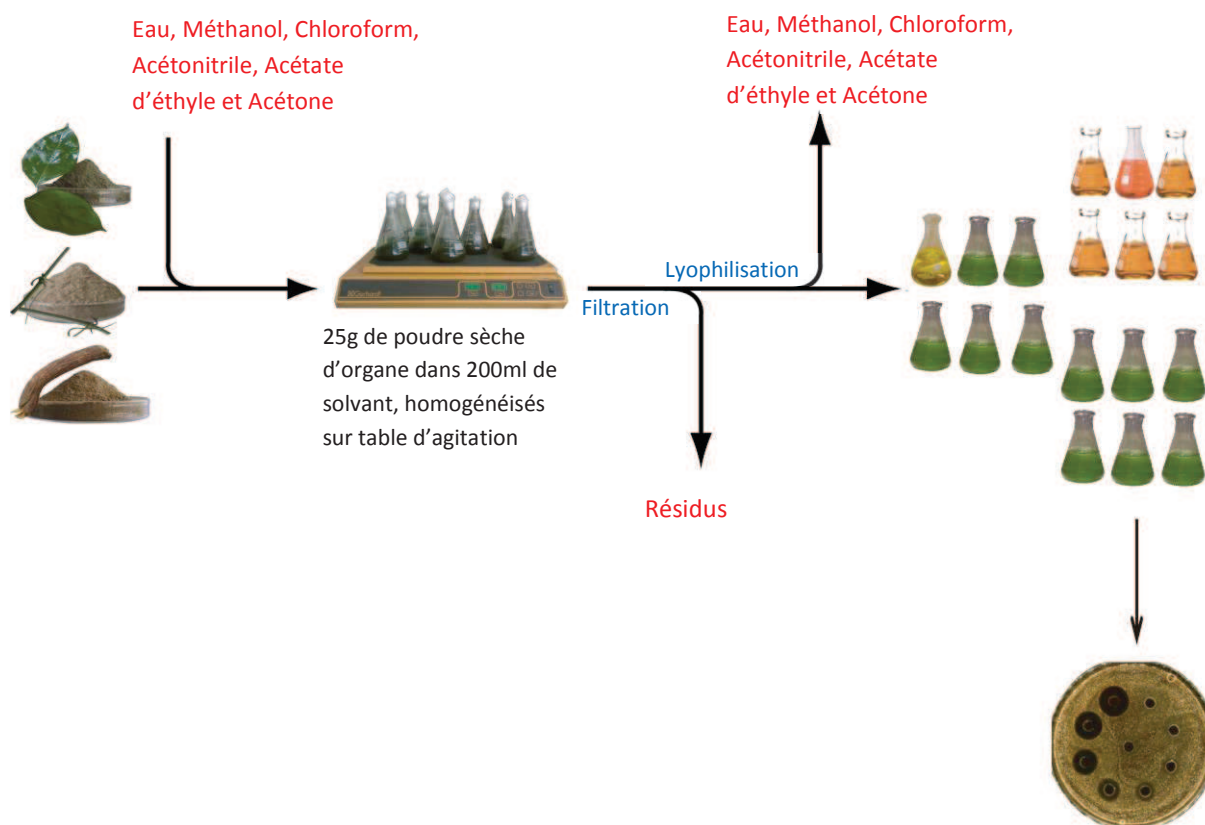 Eau, Méthanol, Chloroform,
Acétonitrile, Acétate
d’éthyle et Acétone
Eau, Méthanol, Chloroform,
Acétonitrile, Acétate
d’éthyle et Acétone
Lyophilisation
Filtration
25g de poudre sèche
d’organe dans 200ml de
solvant, homogénéisés
sur table d’agitation
Résidus